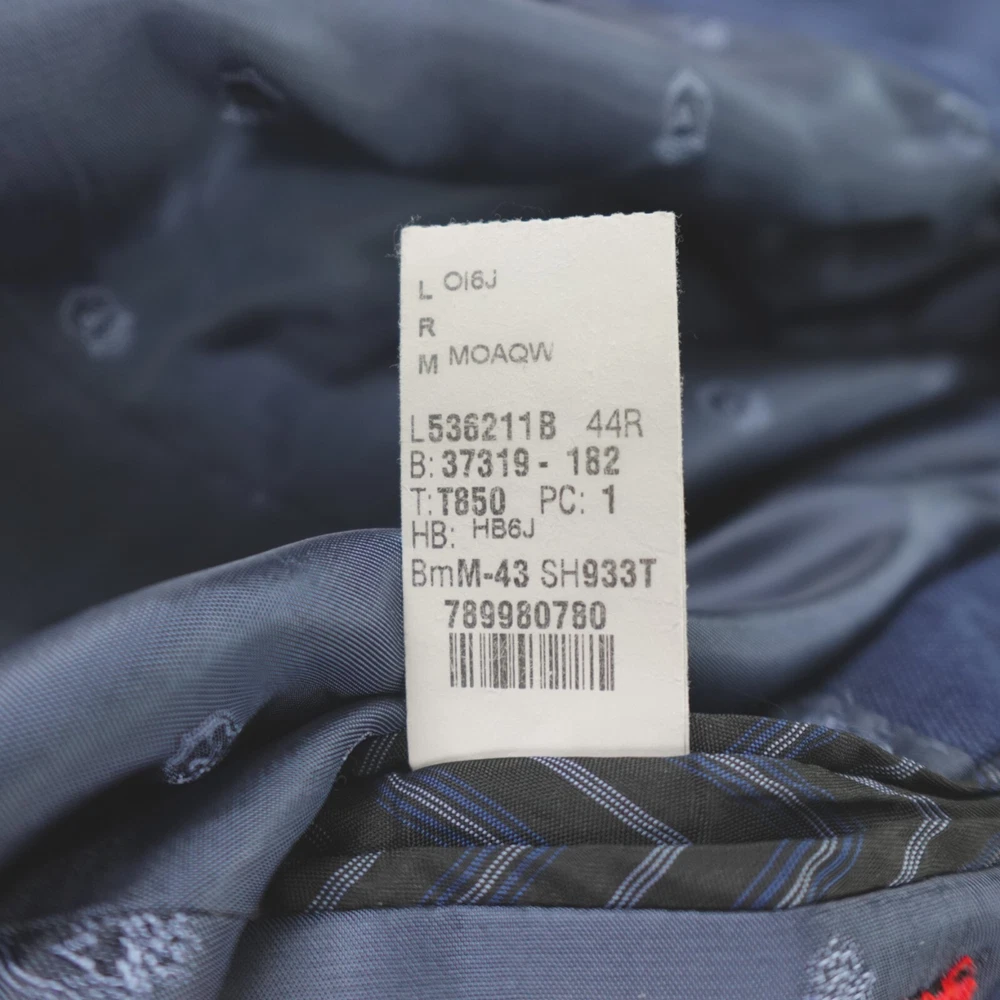 L OI6J
R
M MOAQW
L536211B 44R
B: 37319 - 182
T: T850 PC: 1
HB: HB6J
BmM-43 SH933T
789980780